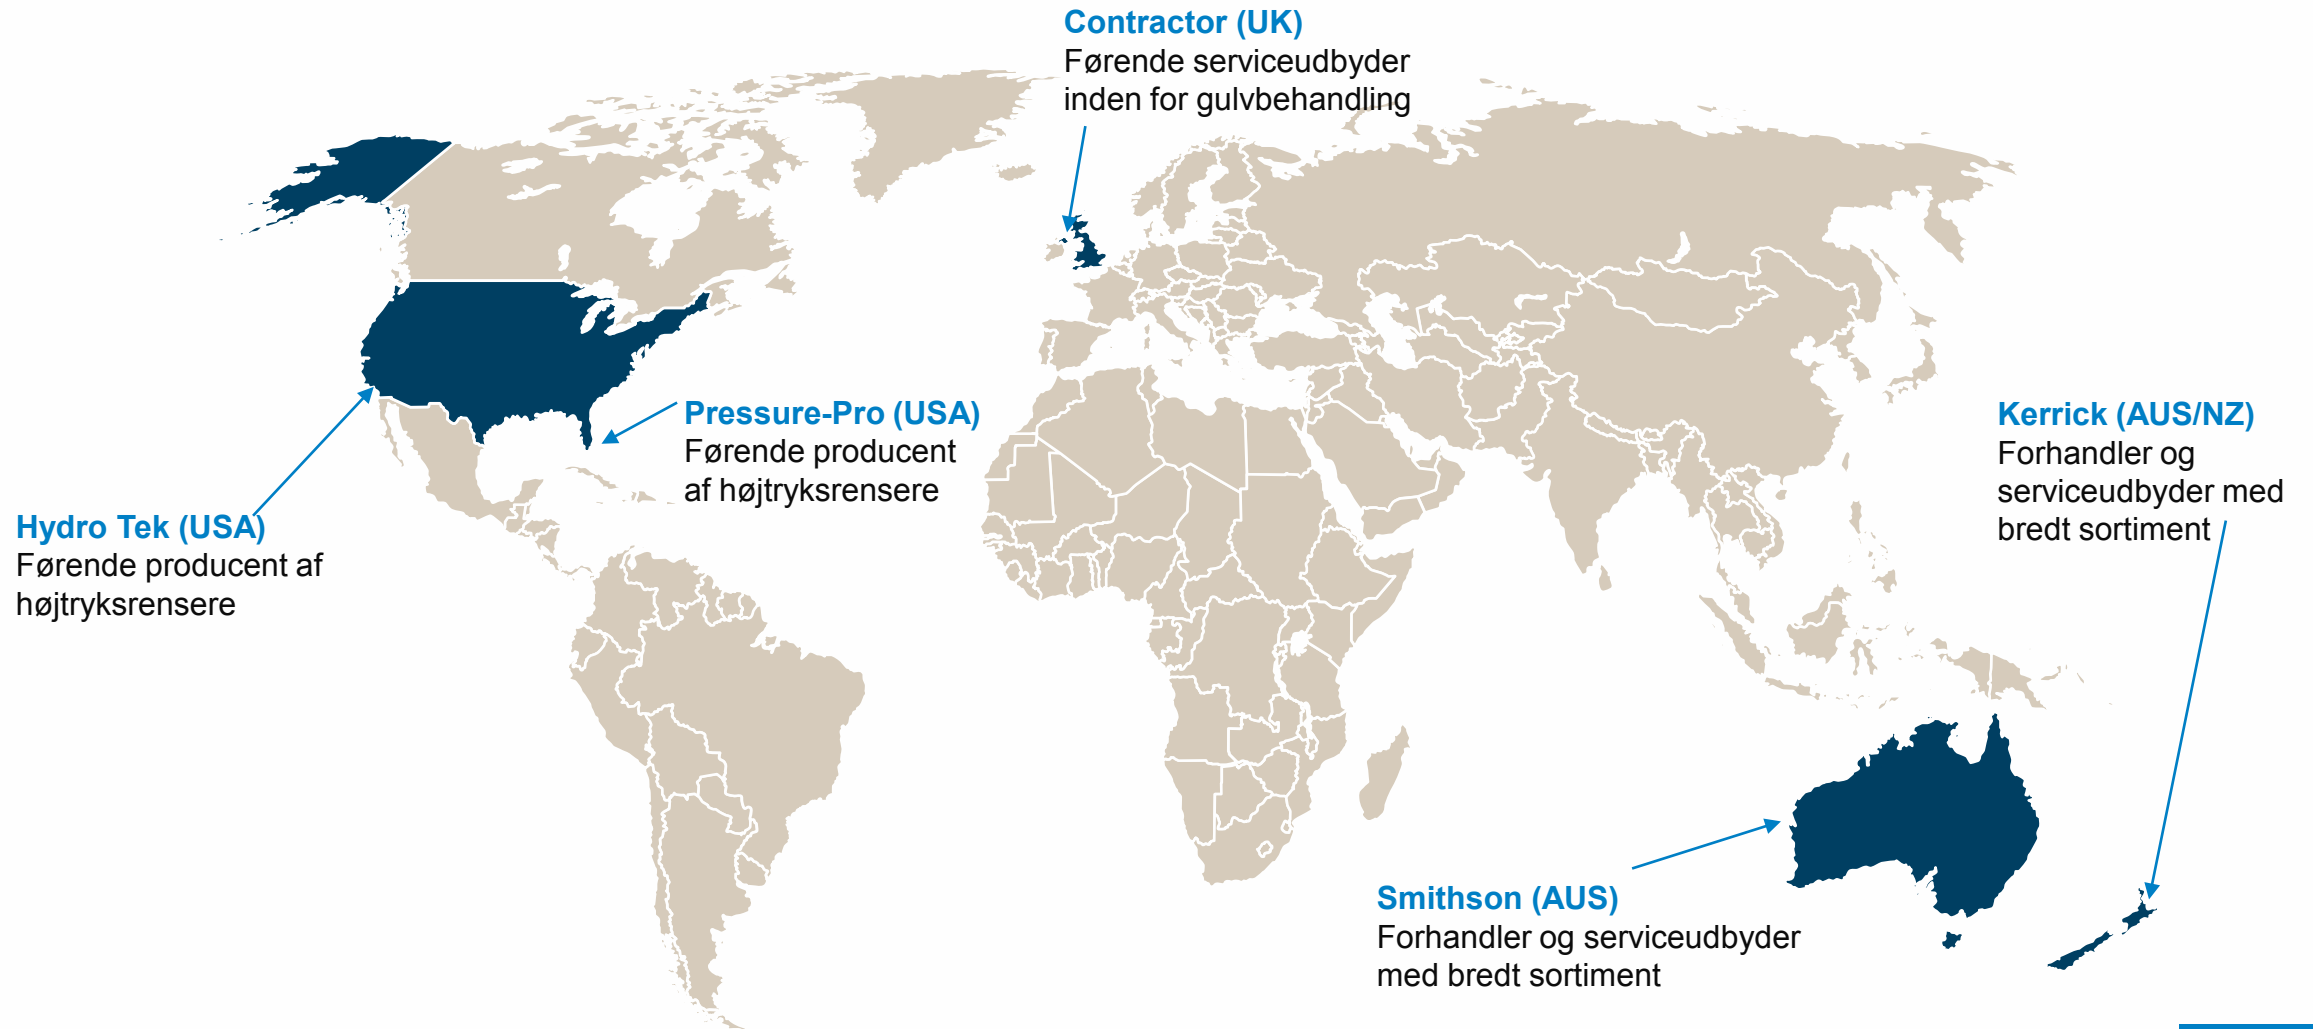 Contractor (UK)
Førende serviceudbyder
inden for gulvbehandling
Pressure-Pro (USA)
Førende producent
af højtryksrensere
Kerrick (AUS/NZ)
Forhandler og
serviceudbyder med
bredt sortiment
Hydro Tek (USA)
Førende producent af
højtryksrensere
Smithson (AUS)
Forhandler og serviceudbyder
med bredt sortiment